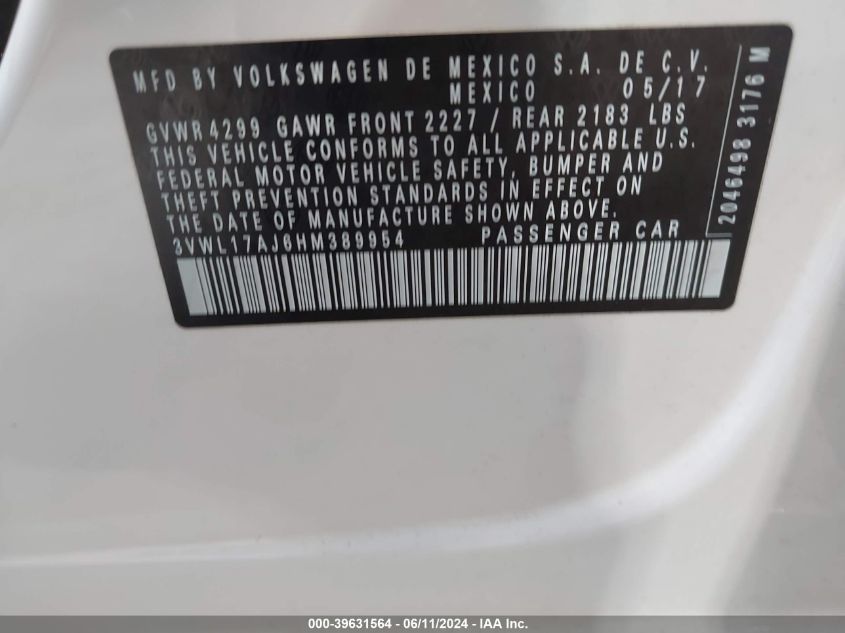 MFD BY VOLKSWAGEN DE MEXICO S.A. DE C.V.
MEXICO 05/17
GVWR 4299 GAWR FRONT 2227 / REAR 2183 LBS
THIS VEHICLE CONFORMS TO ALL APPLICABLE U.S.
FEDERAL MOTOR VEHICLE SAFETY, BUMPER AND
THEFT PREVENTION STANDARDS IN EFFECT ON
THE DATE OF MANUFACTURE SHOWN ABOVE.
3VWL17AJ6HM389954 PASSENGER CAR
2046498 3176 M
000-39631564 - 06/11/2024 - IAA Inc.